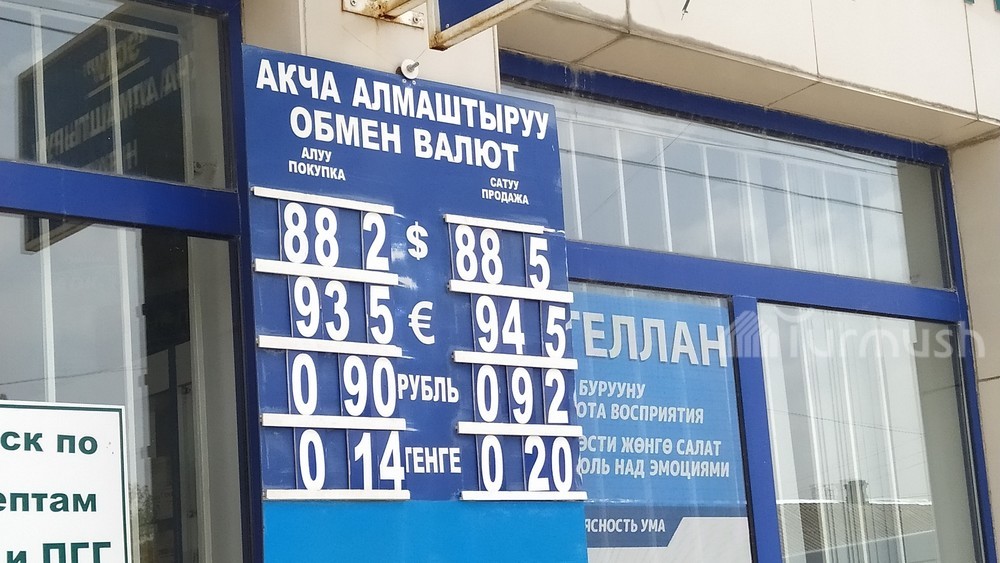 АКЧА АЛМАШТЫРУУ
ОБМЕН ВАЛЮТ
АЛУУ
ПОКУПКА
САТУУ
ПРОДАЖА
88 2 $ 88 5
93 5 € 94 5
0 90 РУБЛЬ 0 92
0 14 ТЕНГЕ 0 20
ТЕЛЛАН
БУРУУНУ
ОТА ВОСПРИЯТИЯ
ЭСТИ ЖӨНГӨ САЛАТ
ОЛЬ НАД ЭМОЦИЯМИ
ЯСНОСТЬ УМА
ск по
ептам
и ПГГ
Turmush